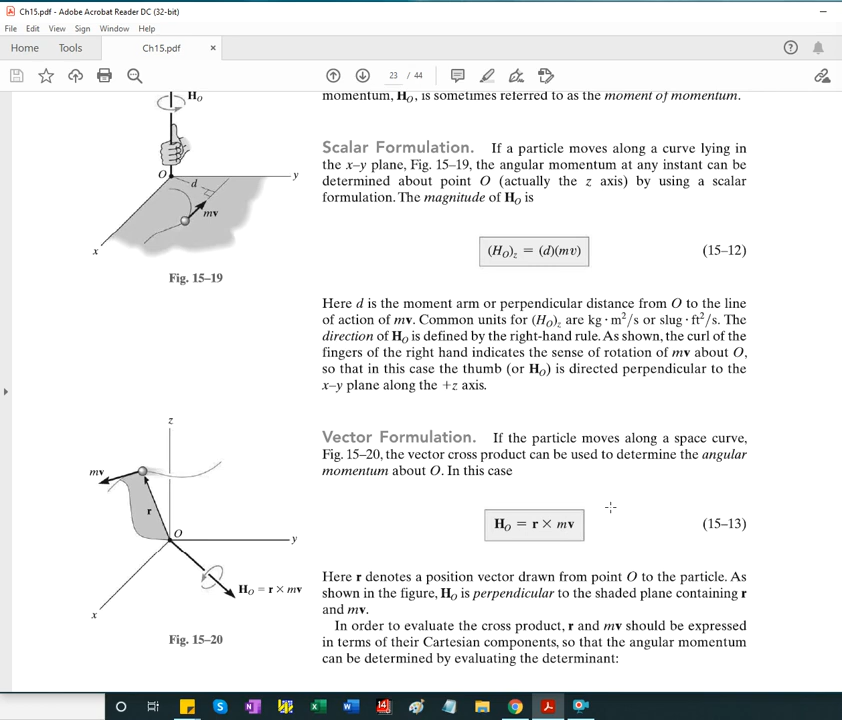 Ch15.pdf - Adobe Acrobat Reader DC (32-bit)
File Edit View Sign Window Help
Home Tools Ch15.pdf ×
23 / 44
momentum, H_O, is sometimes referred to as the moment of momentum.
H_O
O
d
mv
y
x
Fig. 15–19
Scalar Formulation. If a particle moves along a curve lying in
the x–y plane, Fig. 15–19, the angular momentum at any instant can be
determined about point O (actually the z axis) by using a scalar
formulation. The magnitude of H_O is
(H_O)_z = (d)(mv) (15–12)
Here d is the moment arm or perpendicular distance from O to the line
of action of mv. Common units for (H_O)_z are kg · m²/s or slug · ft²/s. The
direction of H_O is defined by the right-hand rule. As shown, the curl of the
fingers of the right hand indicates the sense of rotation of mv about O,
so that in this case the thumb (or H_O) is directed perpendicular to the
x–y plane along the +z axis.
z
mv
r
O
y
H_O = r × mv
x
Fig. 15–20
Vector Formulation. If the particle moves along a space curve,
Fig. 15–20, the vector cross product can be used to determine the angular
momentum about O. In this case
H_O = r × mv (15–13)
Here r denotes a position vector drawn from point O to the particle. As
shown in the figure, H_O is perpendicular to the shaded plane containing r
and mv.
In order to evaluate the cross product, r and mv should be expressed
in terms of their Cartesian components, so that the angular momentum
can be determined by evaluating the determinant: